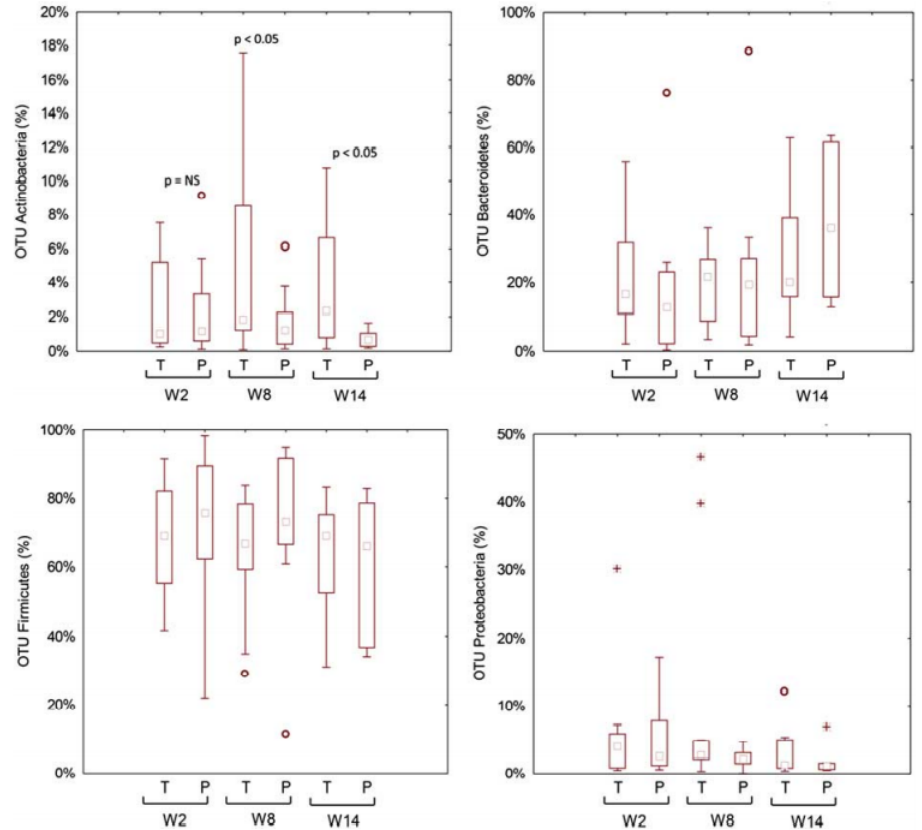 OTU Actinobacteria (%)
20%
18%
16%
14%
12%
10%
8%
6%
4%
2%
0%
p = NS
p < 0.05
p < 0.05
T P T P T P
W2 W8 W14
OTU Bacteroidetes (%)
100%
80%
60%
40%
20%
0%
T P T P T P
W2 W8 W14
OTU Firmicutes (%)
100%
80%
60%
40%
20%
0%
T P T P T P
W2 W8 W14
OTU Proteobacteria (%)
50%
40%
30%
20%
10%
0%
T P T P T P
W2 W8 W14